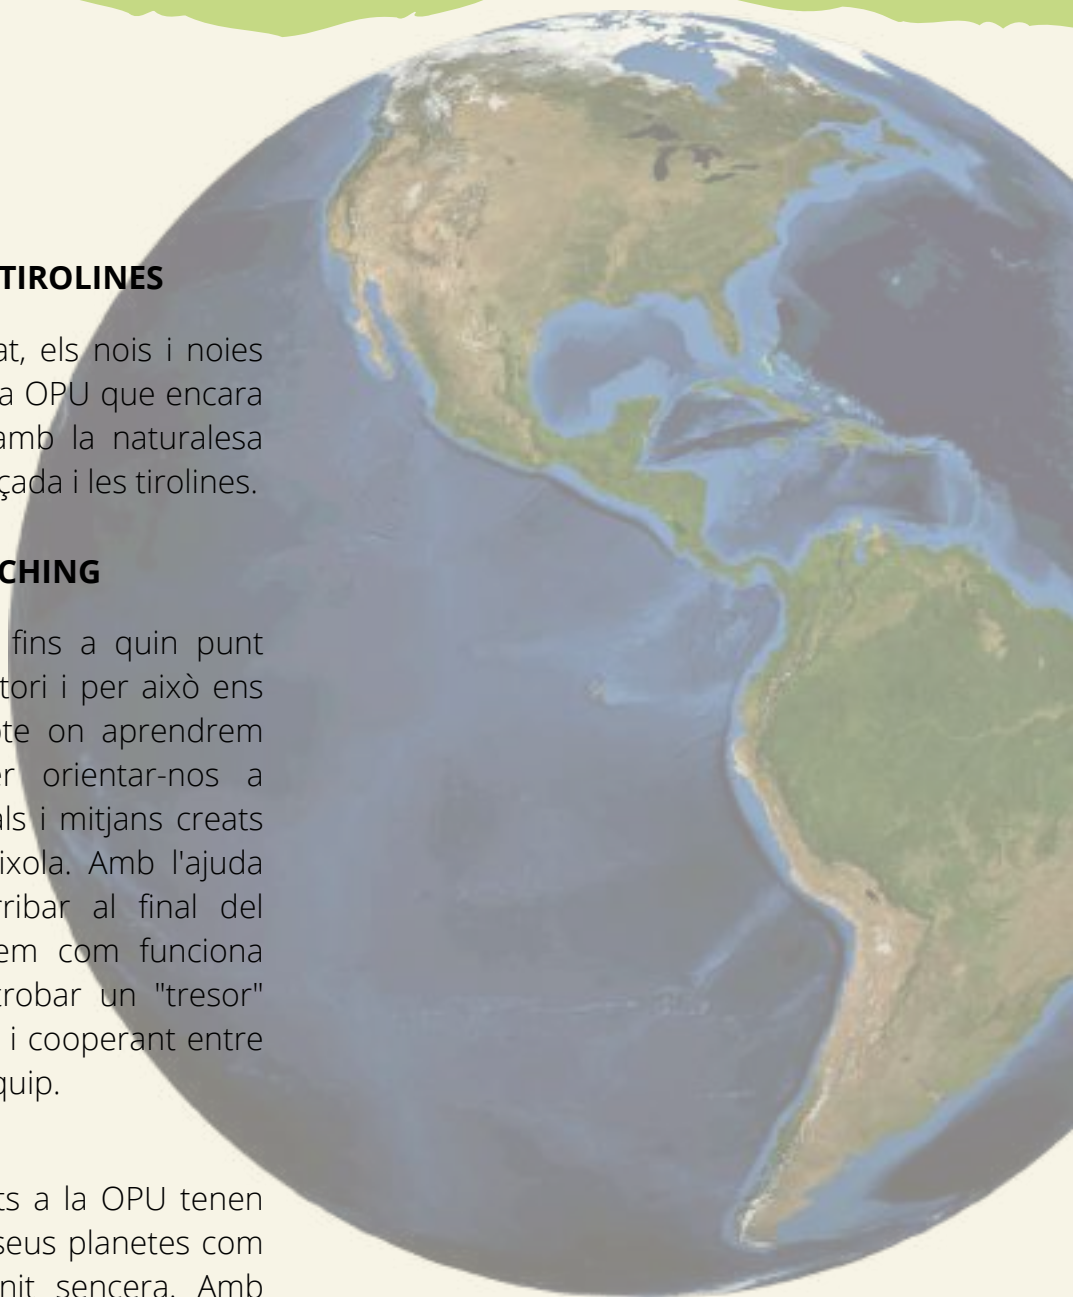 TIROLINES
at, els nois i noies
a OPU que encara
amb la naturalesa
çada i les tirolines.
CHING
fins a quin punt
tori i per això ens
te on aprendrem
er orientar-nos a
als i mitjans creats
ixola. Amb l'ajuda
rribar al final del
em com funciona
trobar un "tresor"
i cooperant entre
quip.
ts a la OPU tenen
seus planetes com
nit sencera. Amb